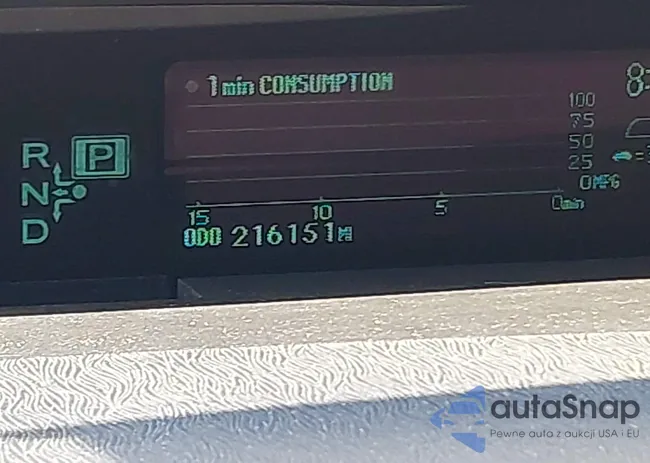 1min CONSUMPTION
8:
100
75
50
25
0MPG
15 10 5 0min
ODO 216151MI
R P
N
D
autaSnap
Pewne auta z aukcji USA i EU